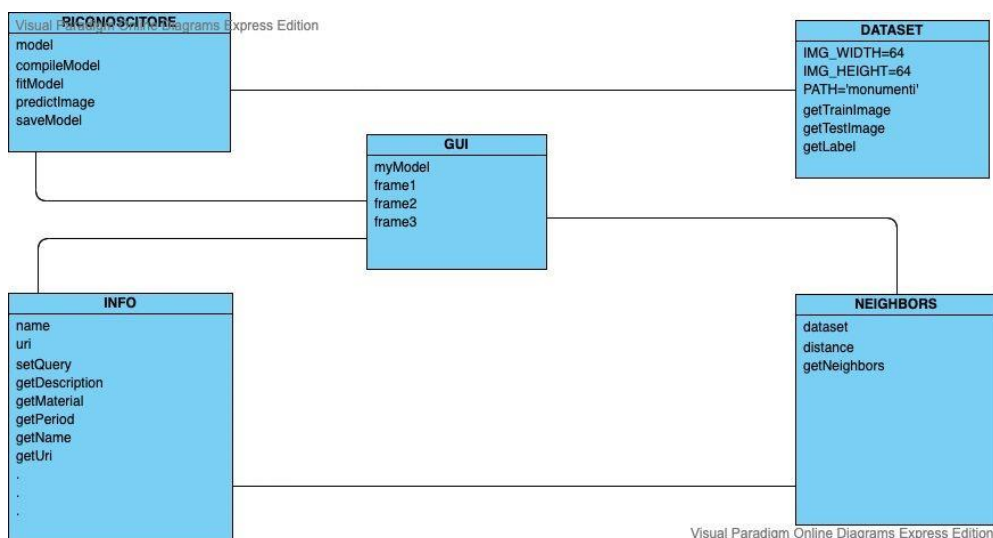 RICONOSCITORE
Visual Paradigm Online Diagrams Express Edition
model
compileModel
fitModel
predictImage
saveModel
DATASET
IMG_WIDTH=64
IMG_HEIGHT=64
PATH='monumenti'
getTrainImage
getTestImage
getLabel
GUI
myModel
frame1
frame2
frame3
INFO
name
uri
setQuery
getDescription
getMaterial
getPeriod
getName
getUri
.
.
.
NEIGHBORS
dataset
distance
getNeighbors
Visual Paradigm Online Diagrams Express Edition